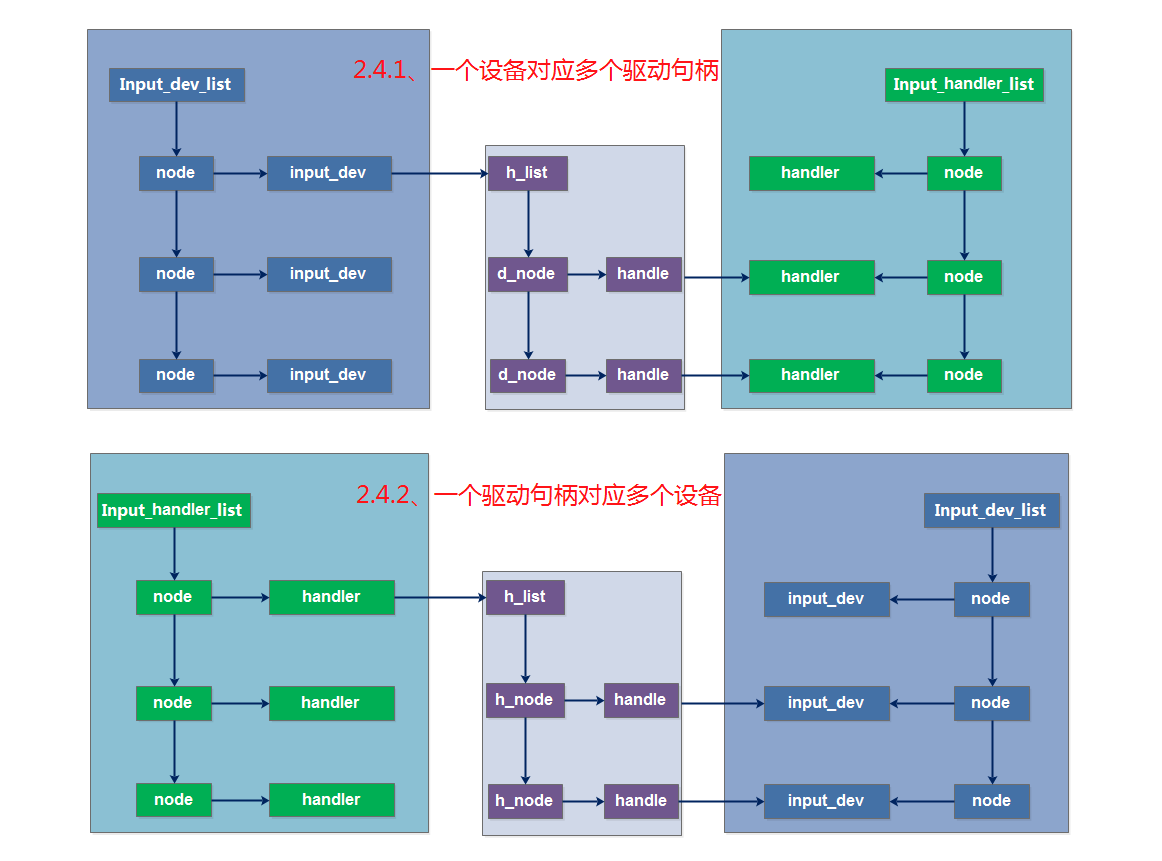 2.4.1、一个设备对应多个驱动句柄
Input_dev_list
Input_handler_list
node
input_dev
h_list
handler
node
node
input_dev
d_node
handle
handler
node
node
input_dev
d_node
handle
handler
node
2.4.2、一个驱动句柄对应多个设备
Input_handler_list
Input_dev_list
node
handler
h_list
input_dev
node
node
handler
h_node
handle
input_dev
node
node
handler
h_node
handle
input_dev
node